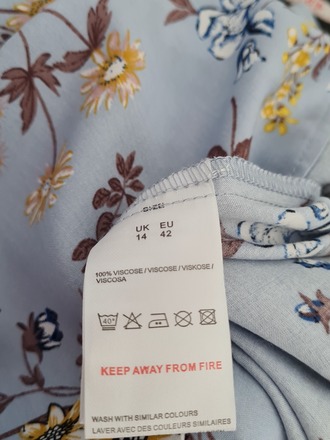 UK EU
14 42
100% VISCOSE / VISCOSE / VISKOSE /
VISCOSA
40°
KEEP AWAY FROM FIRE
WASH WITH SIMILAR COLOURS
LAVER AVEC DES COULEURS SIMILAIRES